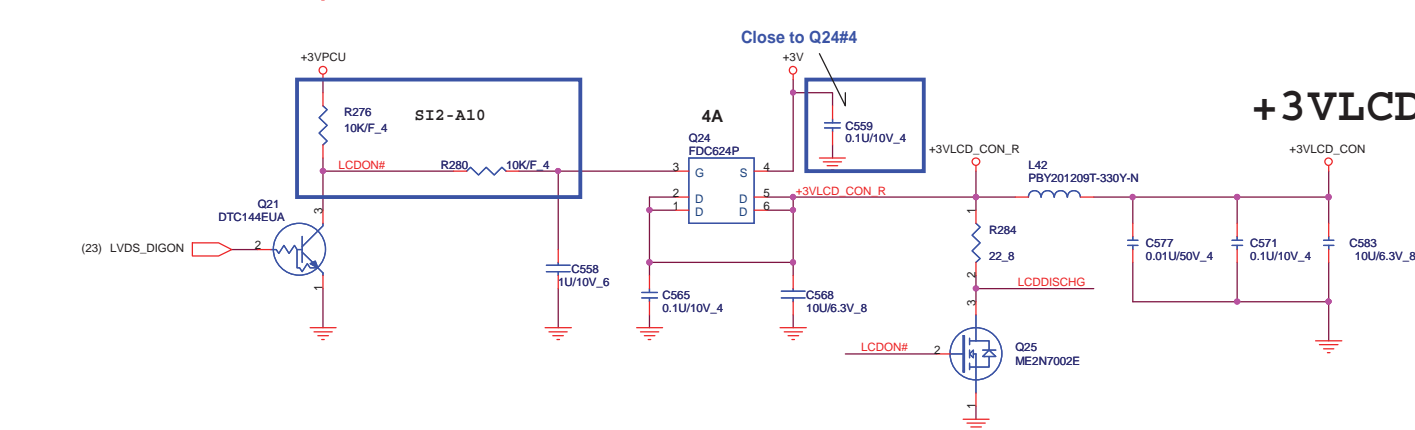 Close to Q24#4
+3VPCU
+3V
R276
10K/F_4
SI2-A10
4A
C559
0.1U/10V_4
+3VLCD
Q24
FDC624P
+3VLCD_CON_R
+3VLCD_CON
LCDON#
R280
10K/F_4
3
G
S
4
L42
PBY201209T-330Y-N
2
D
D
5
+3VLCD_CON_R
1
D
D
6
Q21
DTC144EUA
3
1
R284
22_8
(23) LVDS_DIGON
2
C577
0.01U/50V_4
C571
0.1U/10V_4
C583
10U/6.3V_8
C558
1U/10V_6
2
LCDDISCHG
1
C565
0.1U/10V_4
C568
10U/6.3V_8
3
LCDON#
2
Q25
ME2N7002E
1